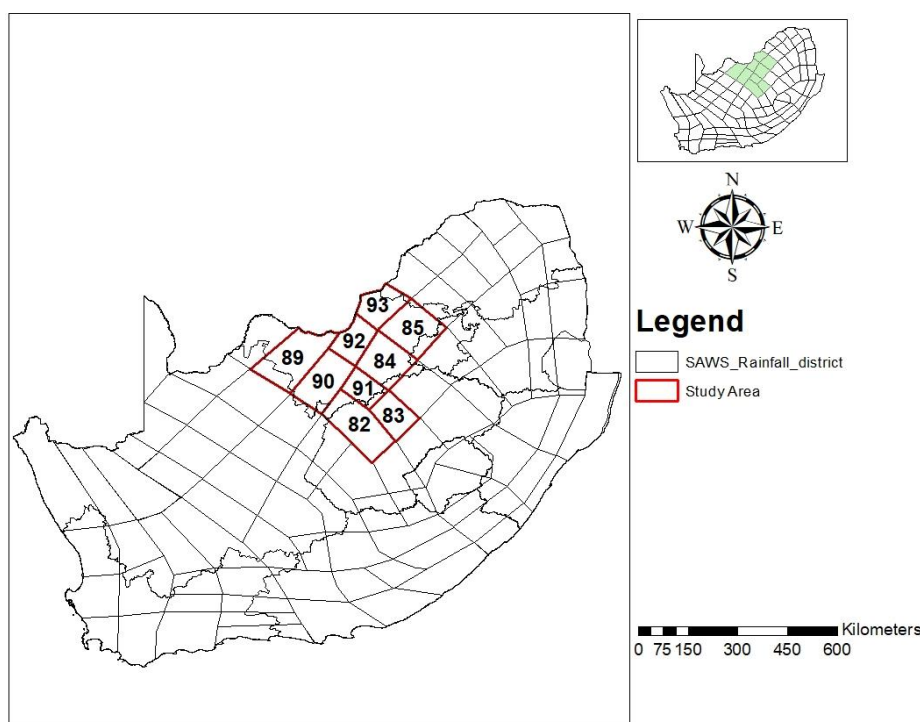 93
85
92
89
84
90
91
83
82
N
W E
S
Legend
SAWS_Rainfall_district
Study Area
Kilometers
0 75 150 300 450 600